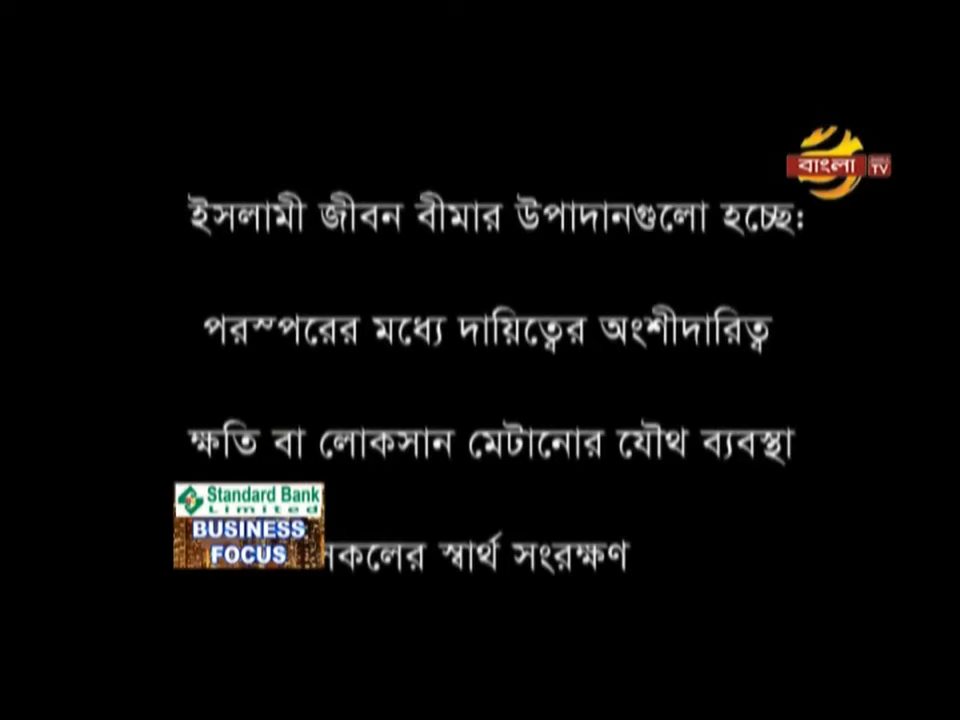 বাংলা
BANGLA
TV
ইসলামী জীবন বীমার উপাদানগুলো হচ্ছে:
পরস্পরের মধ্যে দায়িত্বের অংশীদারিত্ব
ক্ষতি বা লোকসান মেটানোর যৌথ ব্যবস্থা
Standard Bank
Limited
BUSINESS
FOCUS
স্বার্থ সংরক্ষণ